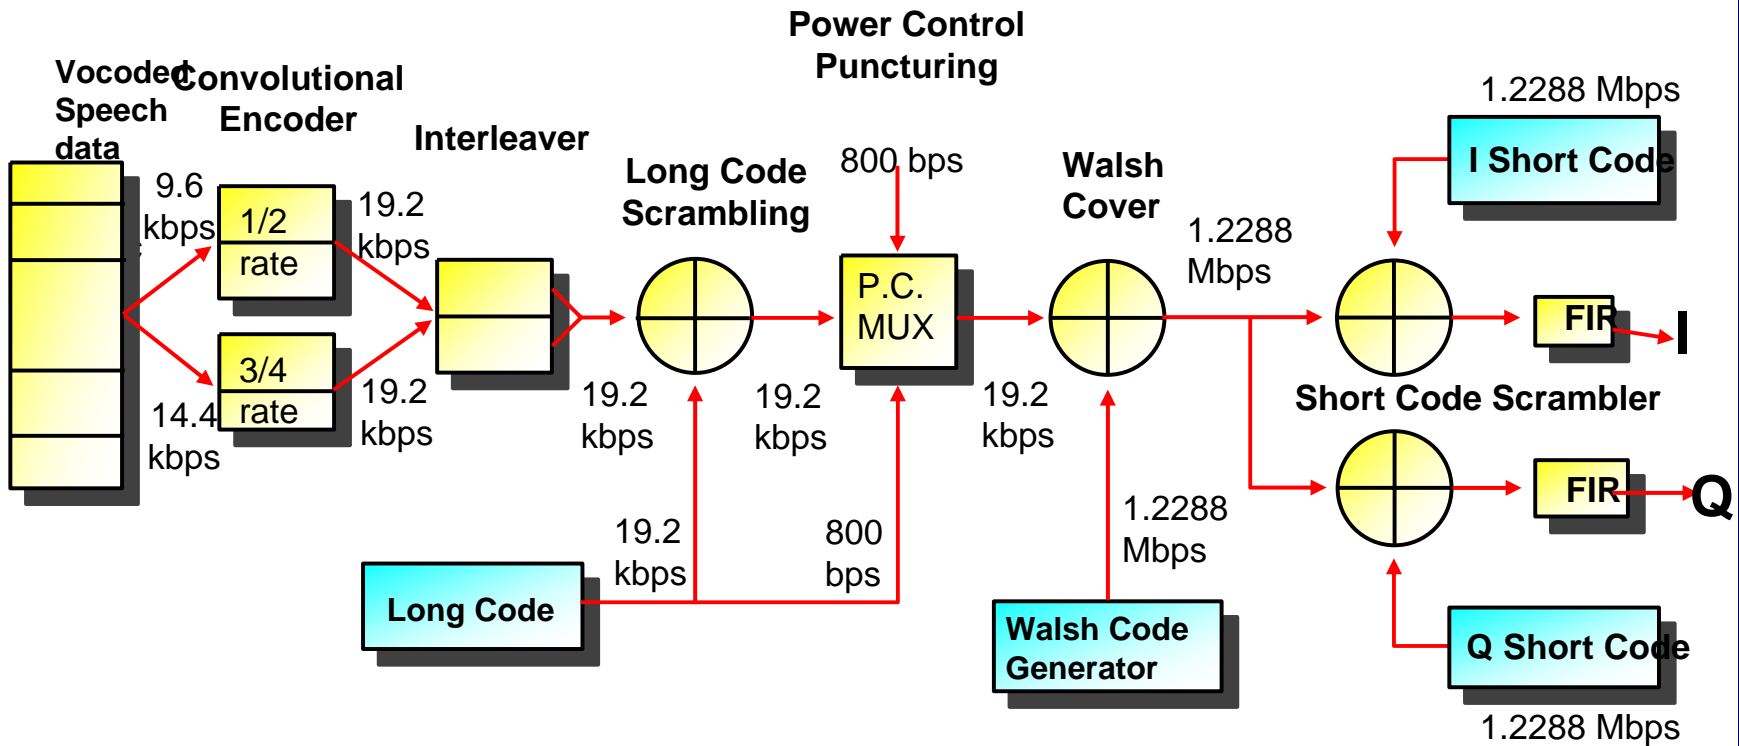 Power Control
Puncturing
Vocoded
Speech
data
Convolutional
Encoder
Interleaver
Long Code
Scrambling
800 bps
Walsh
Cover
1.2288 Mbps
I Short Code
9.6
kbps
1/2
rate
19.2
kbps
1.2288
Mbps
P.C.
MUX
FIR
I
3/4
rate
14.4
kbps
19.2
kbps
19.2
kbps
19.2
kbps
19.2
kbps
Short Code Scrambler
FIR
Q
19.2
kbps
800
bps
1.2288
Mbps
Long Code
Walsh Code
Generator
Q Short Code
1.2288 Mbps